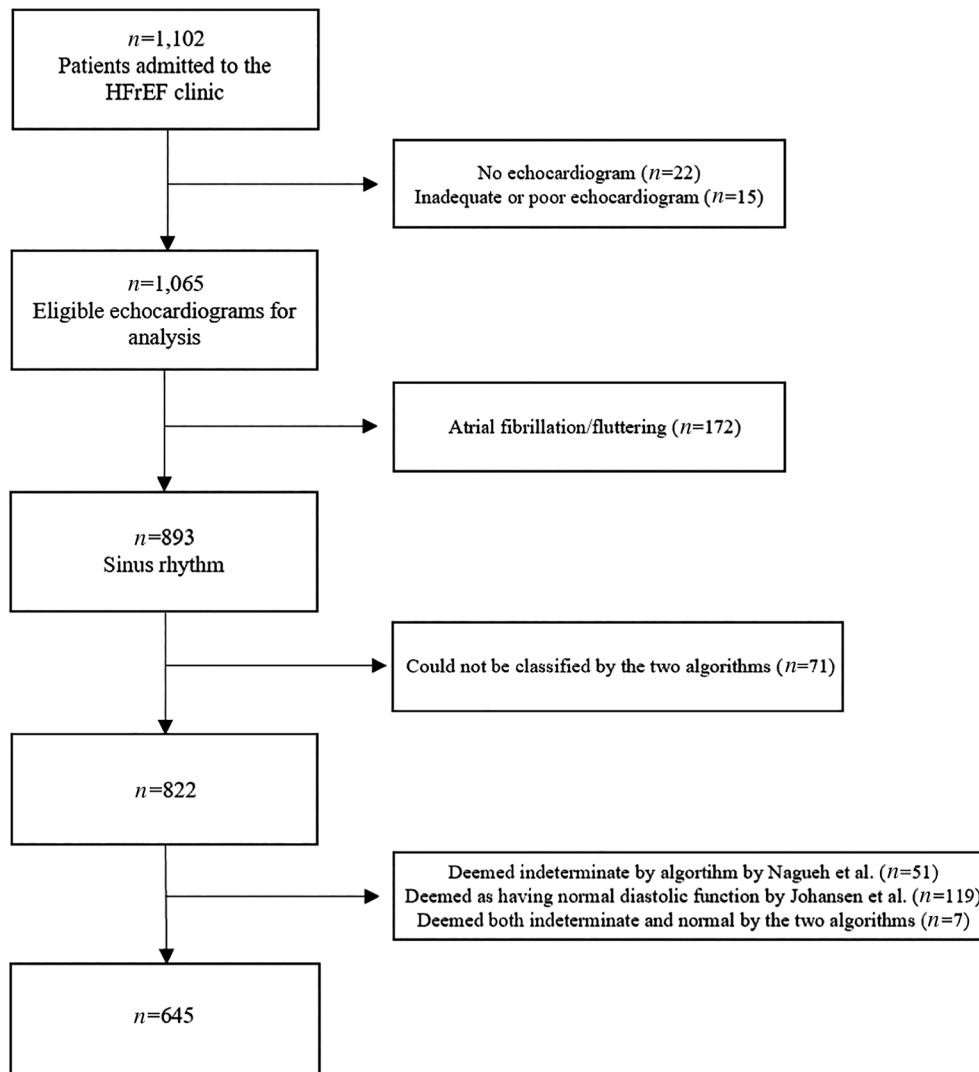 n=1,102
Patients admitted to the
HFrEF clinic
No echocardiogram (n=22)
Inadequate or poor echocardiogram (n=15)
n=1,065
Eligible echocardiograms for
analysis
Atrial fibrillation/fluttering (n=172)
n=893
Sinus rhythm
Could not be classified by the two algorithms (n=71)
n=822
Deemed indeterminate by algortihm by Nagueh et al. (n=51)
Deemed as having normal diastolic function by Johansen et al. (n=119)
Deemed both indeterminate and normal by the two algorithms (n=7)
n=645